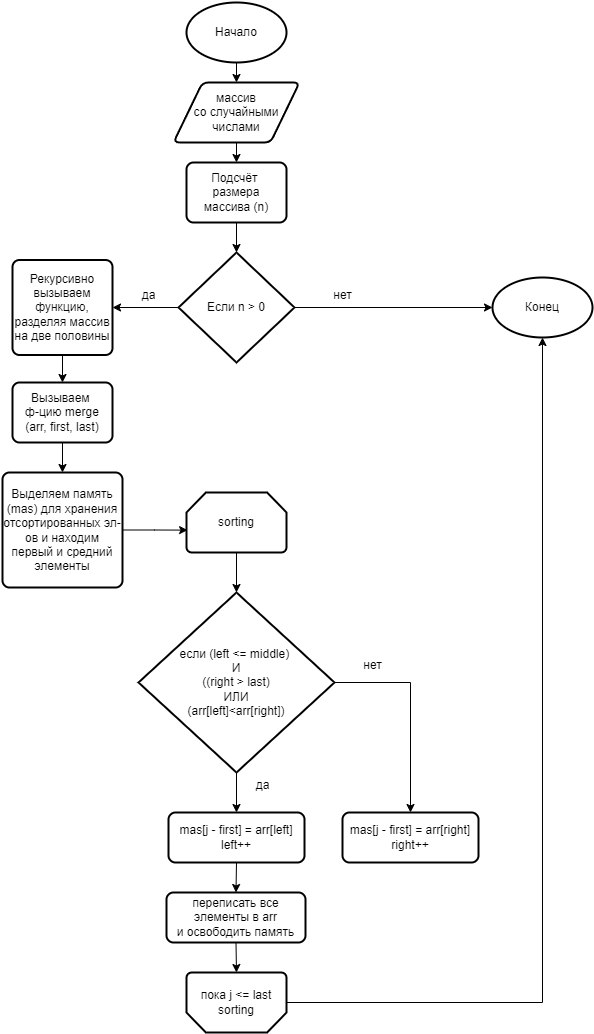 Начало
массив
со случайными
числами
Подсчёт
размера
массива (n)
Если n > 0
да
нет
Рекурсивно
вызываем
функцию,
разделяя массив
на две половины
Конец
Вызываем
ф-цию merge
(arr, first, last)
Выделяем память
(mas) для хранения
отсортированных эл-
ов и находим
первый и средний
элементы
sorting
если (left <= middle)
И
((right > last)
ИЛИ
(arr[left]<arr[right])
нет
да
mas[j - first] = arr[left]
left++
mas[j - first] = arr[right]
right++
переписать все
элементы в arr
и освободить память
пока j <= last
sorting